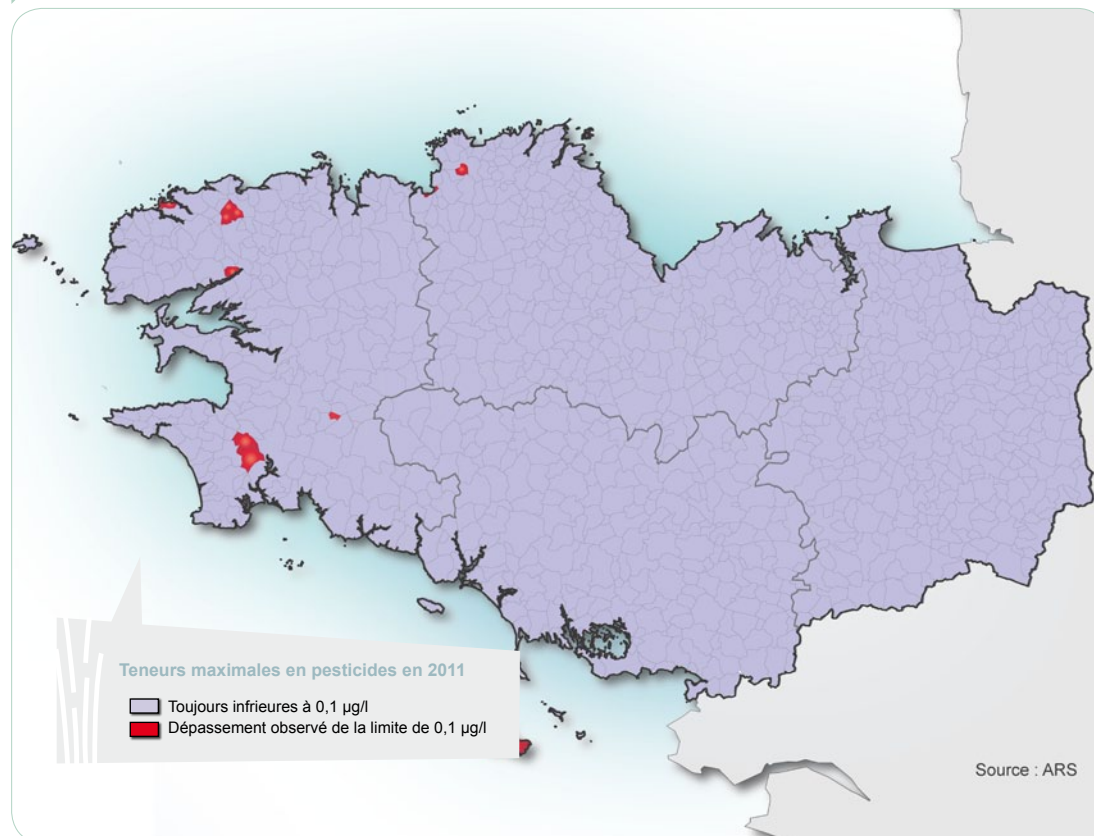 Teneurs maximales en pesticides en 2011
Toujours infrieures à 0,1 µg/l
Dépassement observé de la limite de 0,1 µg/l
Source : ARS